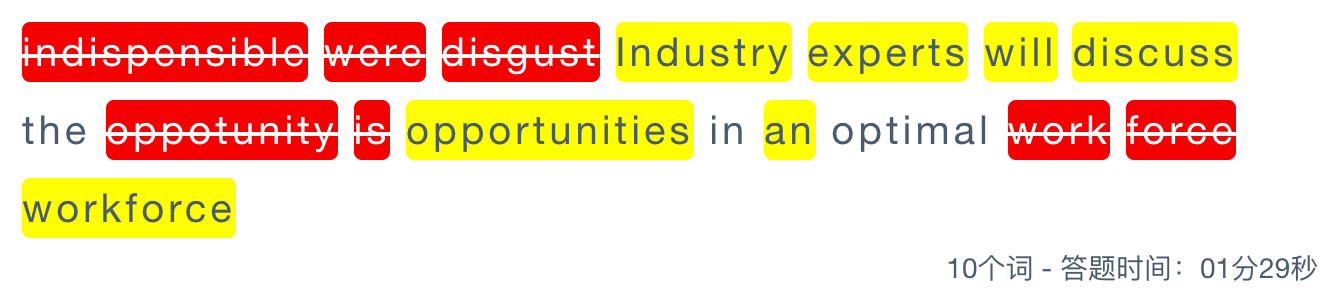 indispensible were disgust Industry experts will discuss
the oppotunity is opportunities in an optimal work force
workforce
10个词 - 答题时间：01分29秒